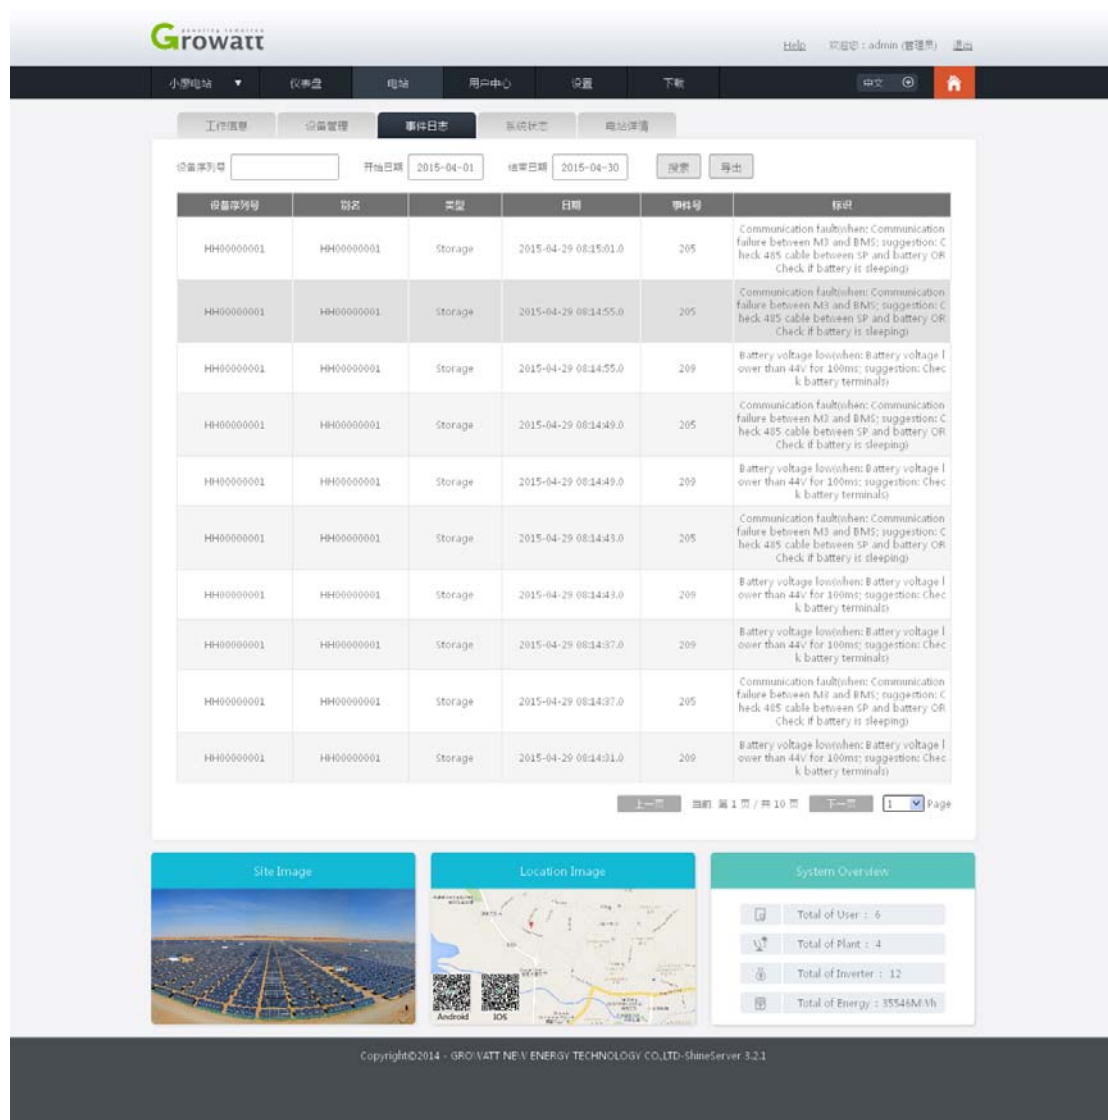 powering tomorrow
Growatt
Help 欢迎您：admin (管理员) 退出
小廖电站 ▼ 仪表盘 电站 用户中心 设置 下载 中文
工作信息 设备管理 事件日志 系统状态 电站详情
设备序列号 开始日期 2015-04-01 结束日期 2015-04-30 搜索 导出
设备序列号 别名 类型 日期 事件号 标识
Communication fault(when: Communication
failure between M3 and BMS; suggestion: C
HH00000001 HH00000001 Storage 2015-04-29 08:15:01.0 205
heck 485 cable between SP and battery OR
Check if battery is sleeping)
Communication fault(when: Communication
failure between M3 and BMS; suggestion: C
HH00000001 HH00000001 Storage 2015-04-29 08:14:55.0 205
heck 485 cable between SP and battery OR
Check if battery is sleeping)
Battery voltage low(when: Battery voltage l
HH00000001 HH00000001 Storage 2015-04-29 08:14:55.0 209 ower than 44V for 100ms; suggestion: Chec
k battery terminals)
Communication fault(when: Communication
failure between M3 and BMS; suggestion: C
HH00000001 HH00000001 Storage 2015-04-29 08:14:49.0 205
heck 485 cable between SP and battery OR
Check if battery is sleeping)
Battery voltage low(when: Battery voltage l
HH00000001 HH00000001 Storage 2015-04-29 08:14:49.0 209 ower than 44V for 100ms; suggestion: Chec
k battery terminals)
Communication fault(when: Communication
failure between M3 and BMS; suggestion: C
HH00000001 HH00000001 Storage 2015-04-29 08:14:43.0 205
heck 485 cable between SP and battery OR
Check if battery is sleeping)
Battery voltage low(when: Battery voltage l
HH00000001 HH00000001 Storage 2015-04-29 08:14:43.0 209 ower than 44V for 100ms; suggestion: Chec
k battery terminals)
Battery voltage low(when: Battery voltage l
HH00000001 HH00000001 Storage 2015-04-29 08:14:37.0 209 ower than 44V for 100ms; suggestion: Chec
k battery terminals)
Communication fault(when: Communication
failure between M3 and BMS; suggestion: C
HH00000001 HH00000001 Storage 2015-04-29 08:14:37.0 205
heck 485 cable between SP and battery OR
Check if battery is sleeping)
Battery voltage low(when: Battery voltage l
HH00000001 HH00000001 Storage 2015-04-29 08:14:31.0 209 ower than 44V for 100ms; suggestion: Chec
k battery terminals)
上一页 当前 第 1 页 / 共 10 页 下一页 1 Page
Site Image
Location Image
Android IOS
System Overview
Total of User : 6
Total of Plant : 4
Total of Inverter : 12
Total of Energy : 35546MWh
Copyright©2014 - GROWATT NEW ENERGY TECHNOLOGY CO.,LTD-ShineServer 3.2.1